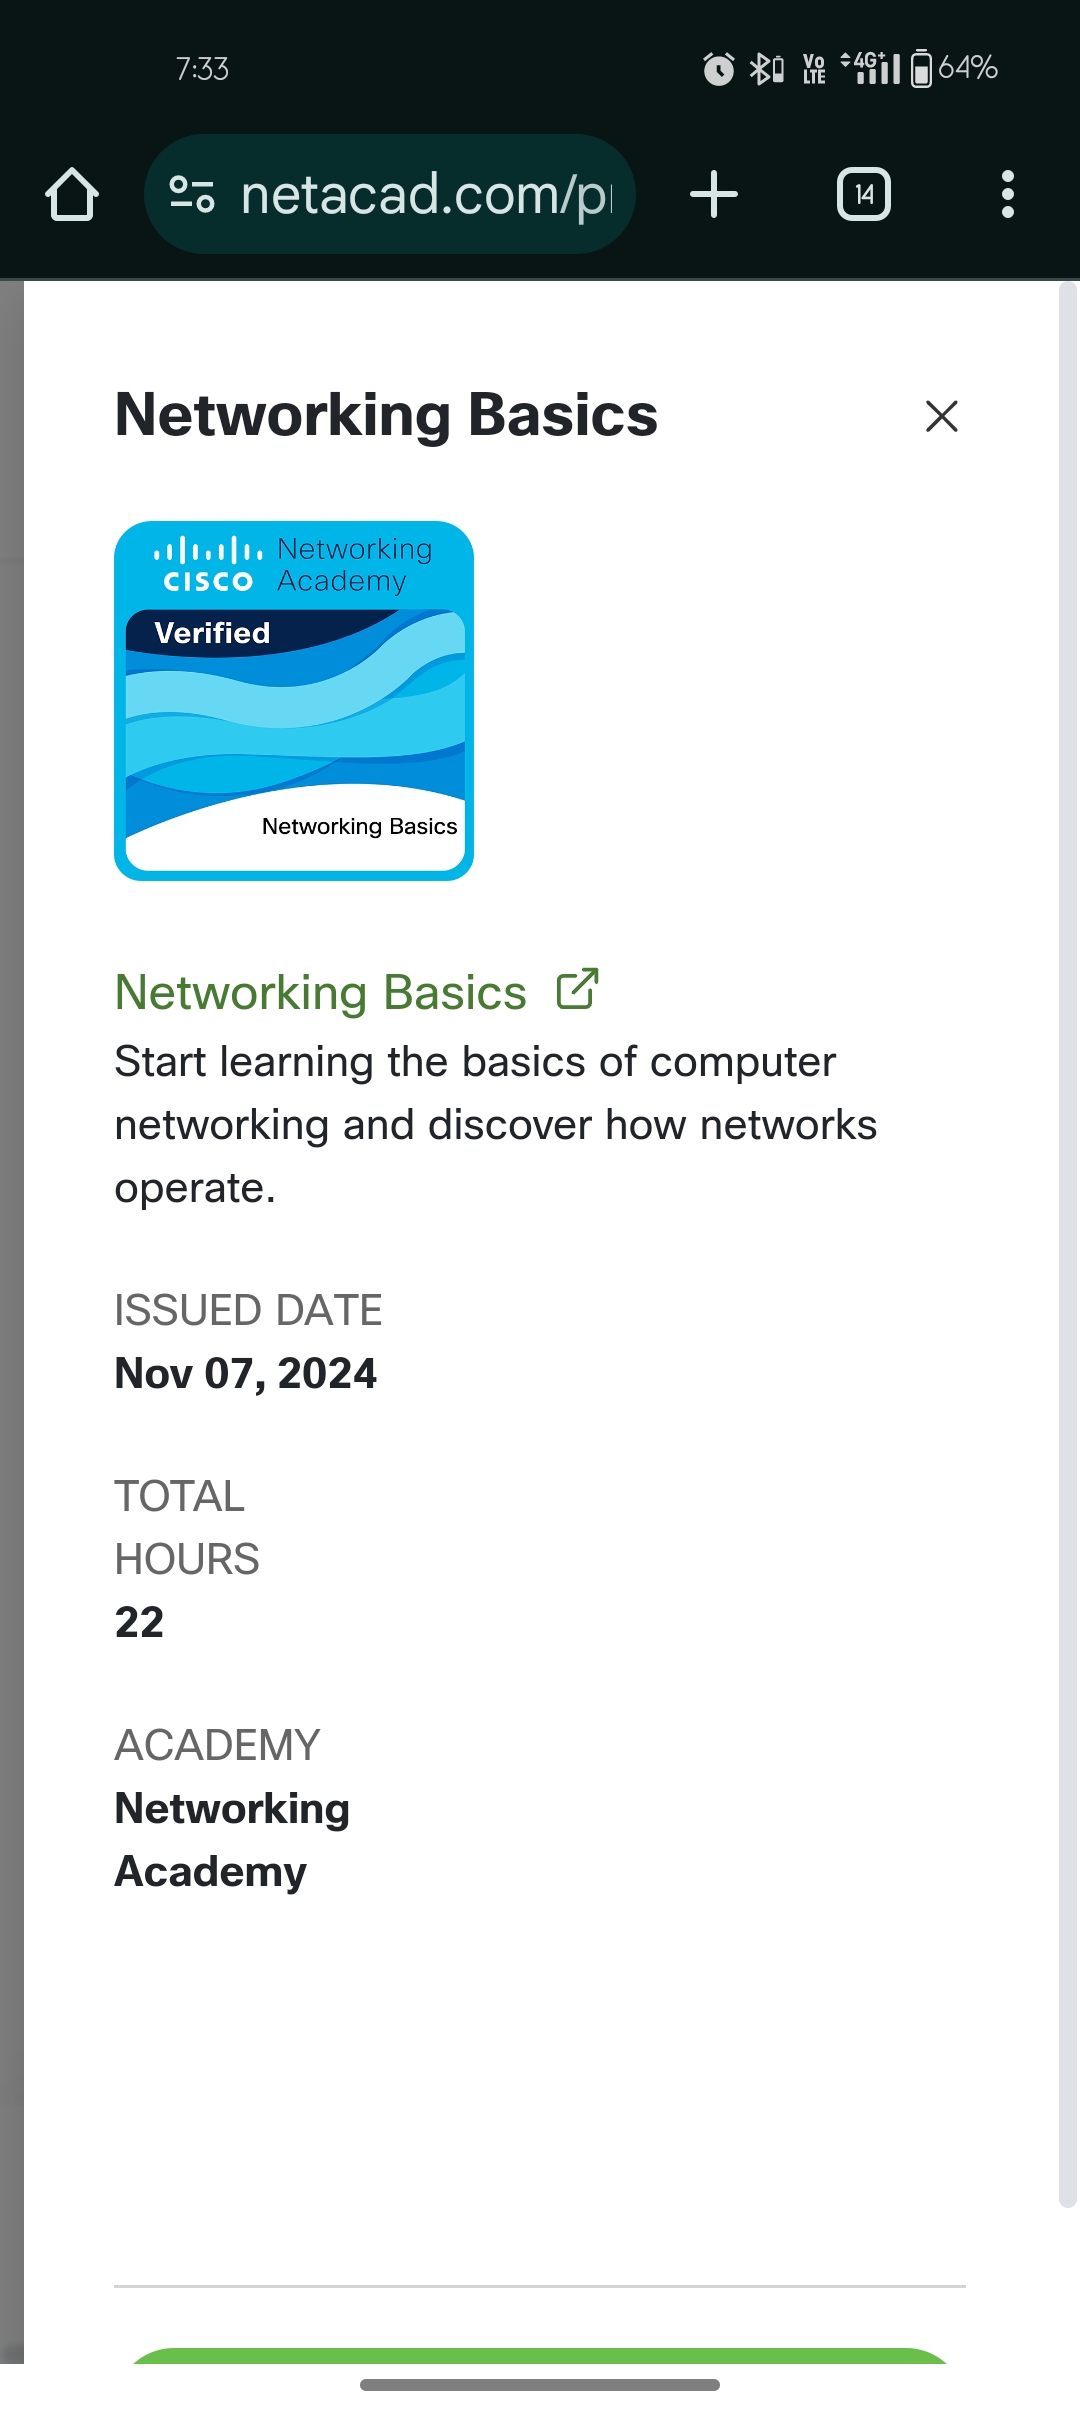 7:33
Vo
LTE
4G+
64%
netacad.com/p
14
Networking Basics
CISCO
Networking
Academy
Verified
Networking Basics
Networking Basics
Start learning the basics of computer
networking and discover how networks
operate.
ISSUED DATE
Nov 07, 2024
TOTAL
HOURS
22
ACADEMY
Networking
Academy